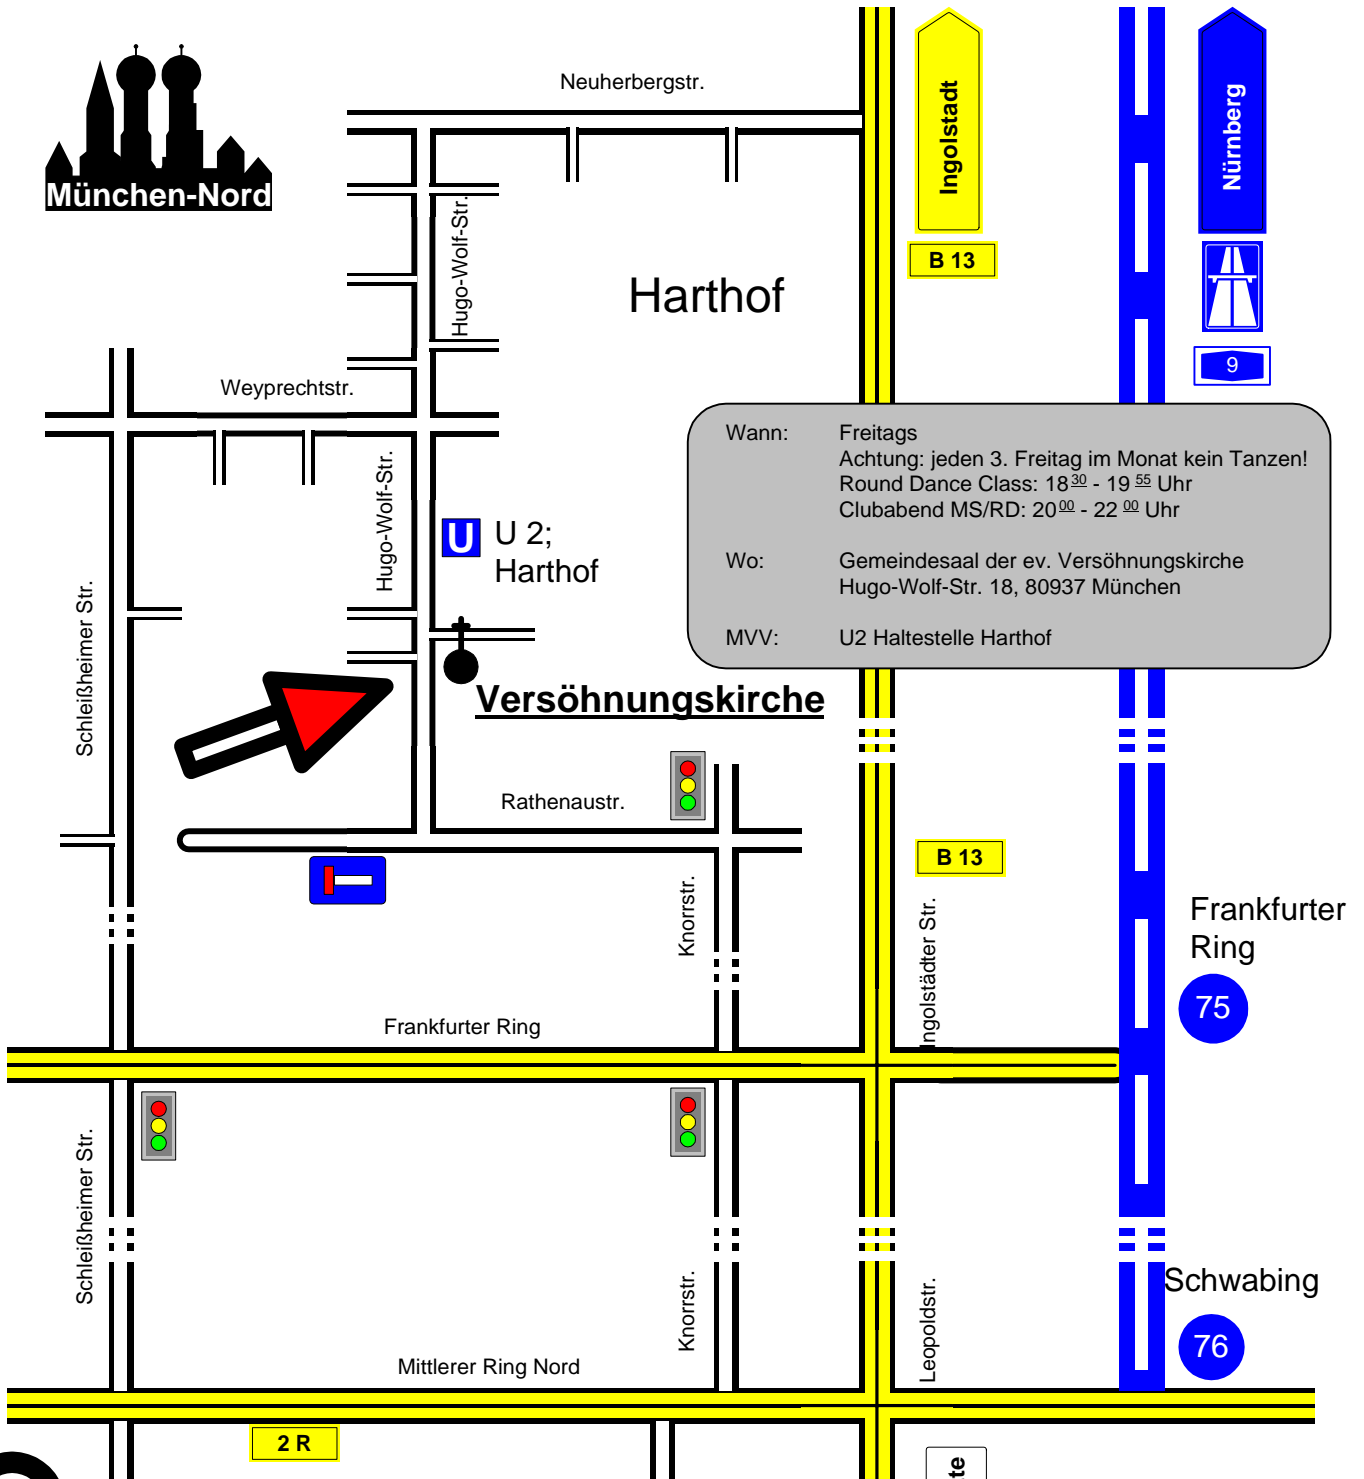 München-Nord
Neuherbergstr.
Ingolstadt
Nürnberg
B 13
9
Hugo-Wolf-Str.
Harthof
Weyprechtstr.
Wann: Freitags
Achtung: jeden 3. Freitag im Monat kein Tanzen!
Round Dance Class: 18 30 - 19 55 Uhr
Clubabend MS/RD: 20 00 - 22 00 Uhr
Wo: Gemeindesaal der ev. Versöhnungskirche
Hugo-Wolf-Str. 18, 80937 München
MVV: U2 Haltestelle Harthof
Hugo-Wolf-Str.
U
U 2;
Harthof
Schleißheimer Str.
Versöhnungskirche
Rathenaustr.
B 13
Knorrstr.
Ingolstädter Str.
Frankfurter
Ring
75
Frankfurter Ring
Schleißheimer Str.
Knorrstr.
Leopoldstr.
Schwabing
76
Mittlerer Ring Nord
2 R